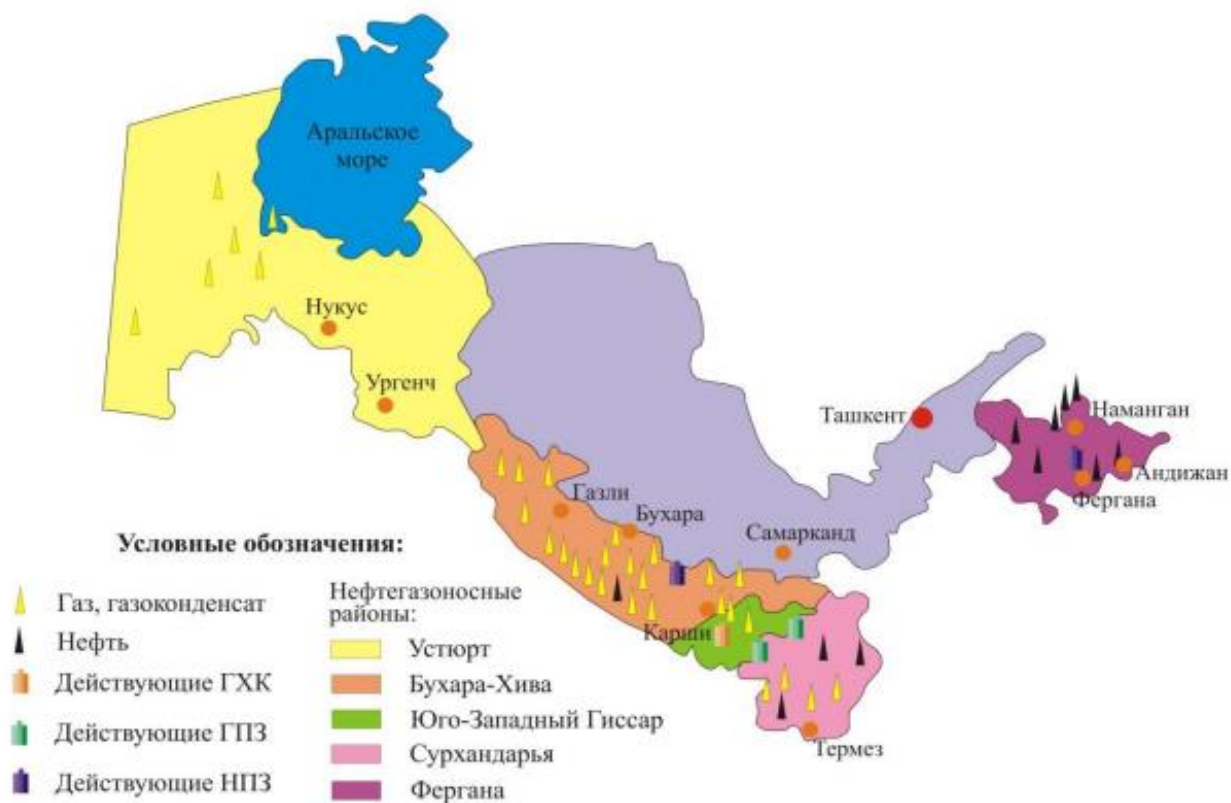 Аральское
море
Нукус
Ургенч
Ташкент
Наманган
Андижан
Фергана
Газли
Бухара
Самарканд
Карши
Термез
Условные обозначения:
Газ, газоконденсат
Нефть
Действующие ГХК
Действующие ГПЗ
Действующие НПЗ
Нефтегазоносные
районы:
Устюрт
Бухара-Хива
Юго-Западный Гиссар
Сурхандарья
Фергана